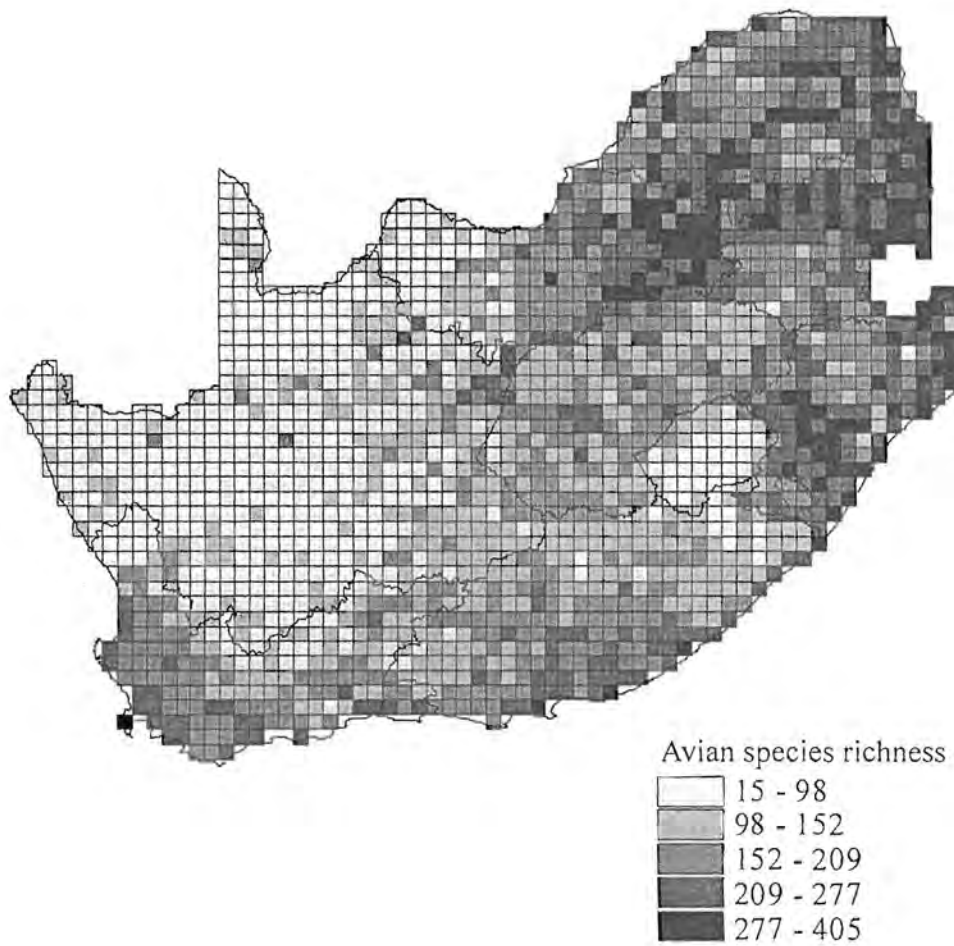 Avian species richness
15 - 98
98 - 152
152 - 209
209 - 277
277 - 405